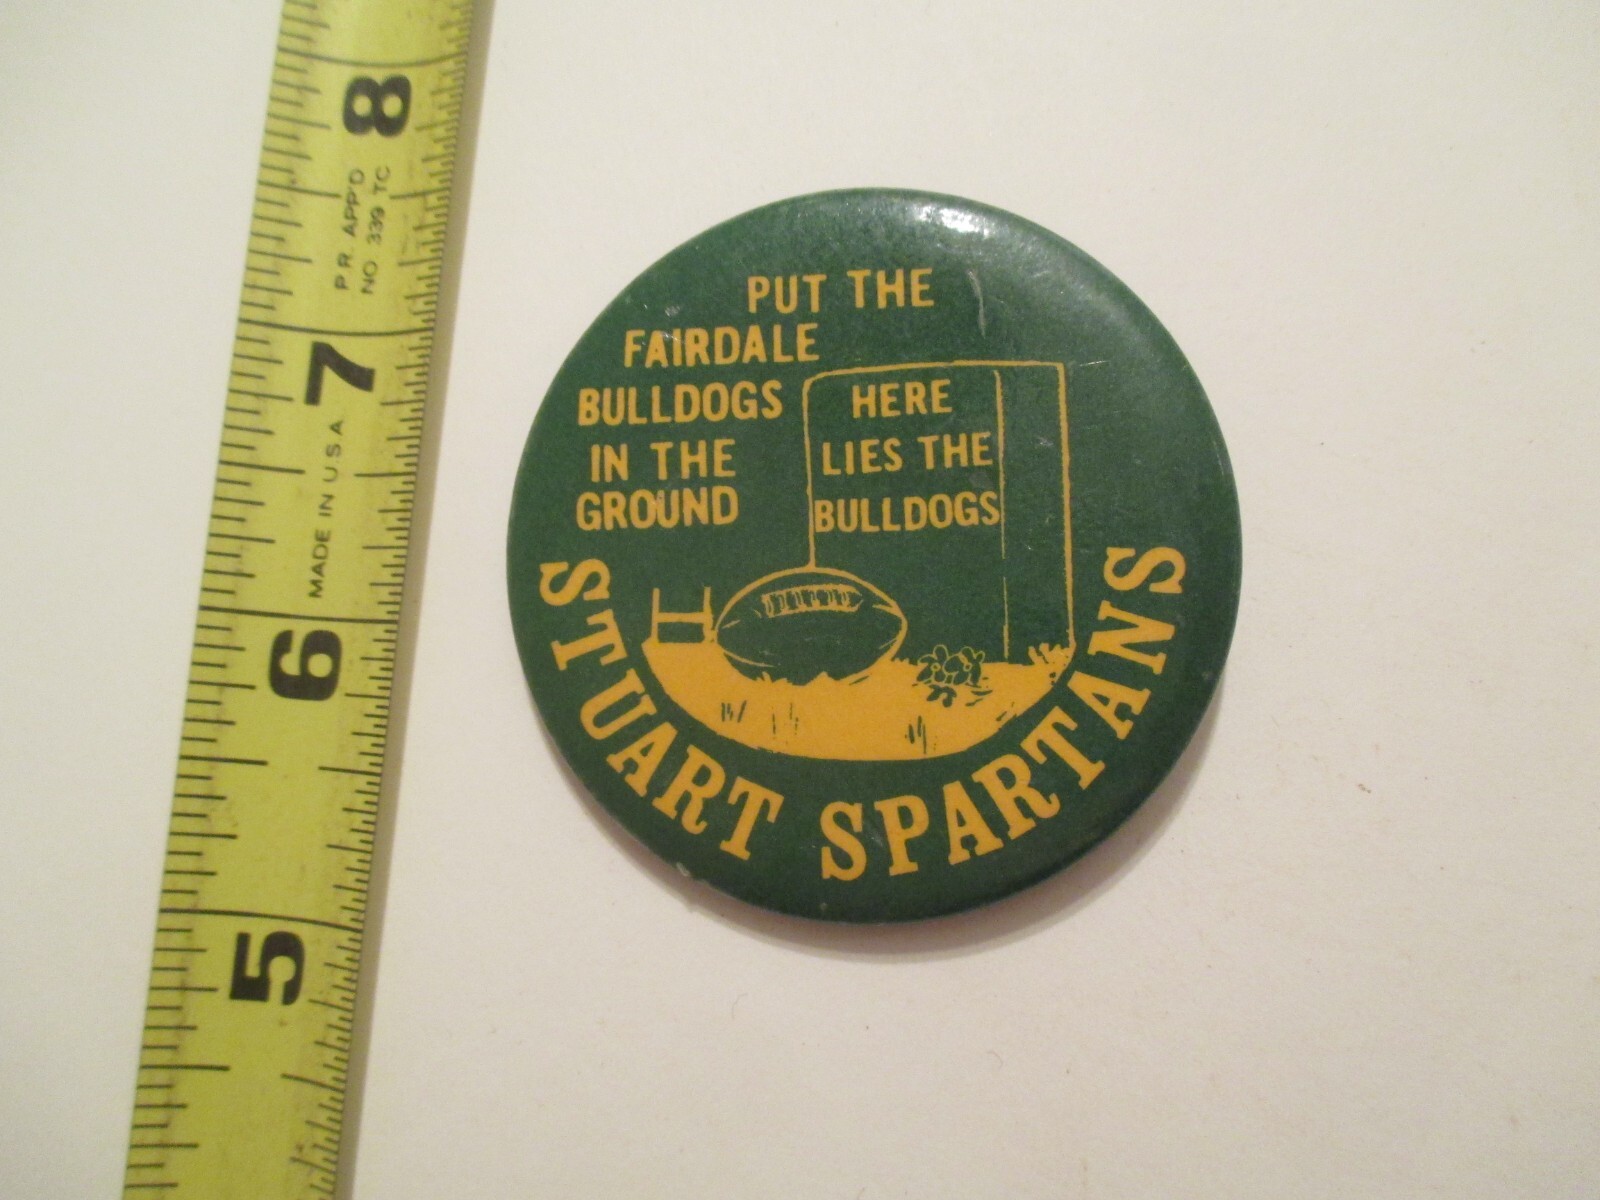 8
P.R. APP'D
NO 339 TC
7
MADE IN U.S.A
6
5
PUT THE
FAIRDALE
BULLDOGS
IN THE
GROUND
HERE
LIES THE
BULLDOGS
STUART SPARTANS